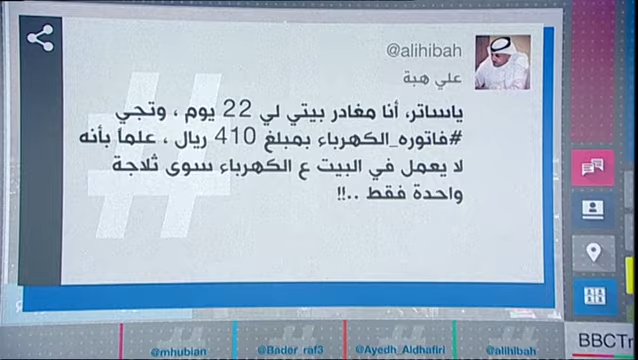 @alihibah
علي هبة
ياساتر، أنا مغادر بيتي لي 22 يوم ، وتجي
#فاتوره_الكهرباء بمبلغ 410 ريال ، علماً بأنه
لا يعمل في البيت ع الكهرباء سوى ثلاجة
واحدة فقط ..!!
@mhubian
@Bader_raf3
@Ayedh_Aldhafiri
@alihibah
BBCTr